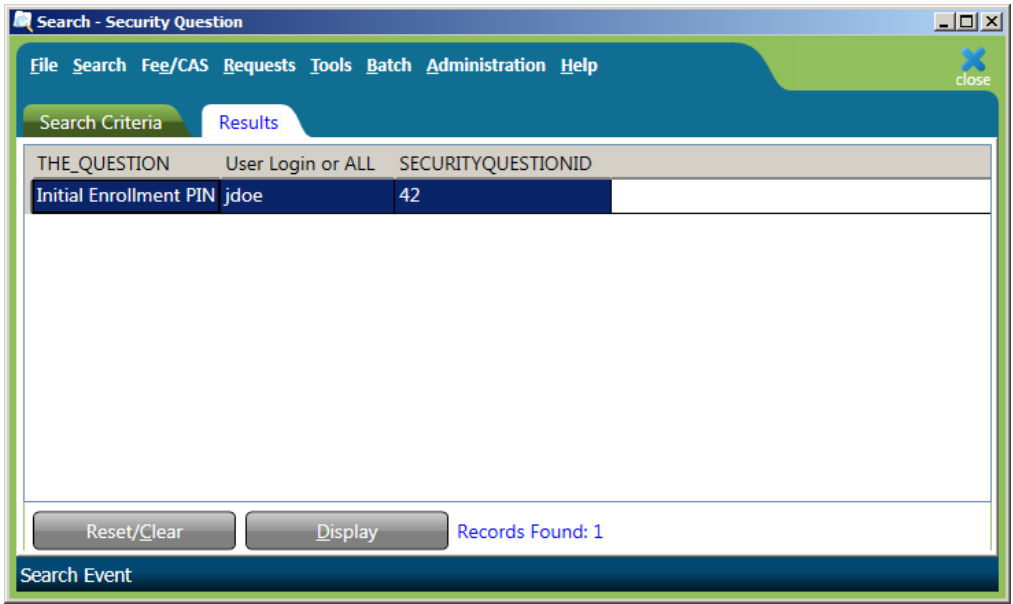 Search - Security Question
File Search Fee/CAS Requests Tools Batch Administration Help
close
Search Criteria Results
THE_QUESTION User Login or ALL SECURITYQUESTIONID
Initial Enrollment PIN jdoe 42
Reset/Clear Display Records Found: 1
Search Event